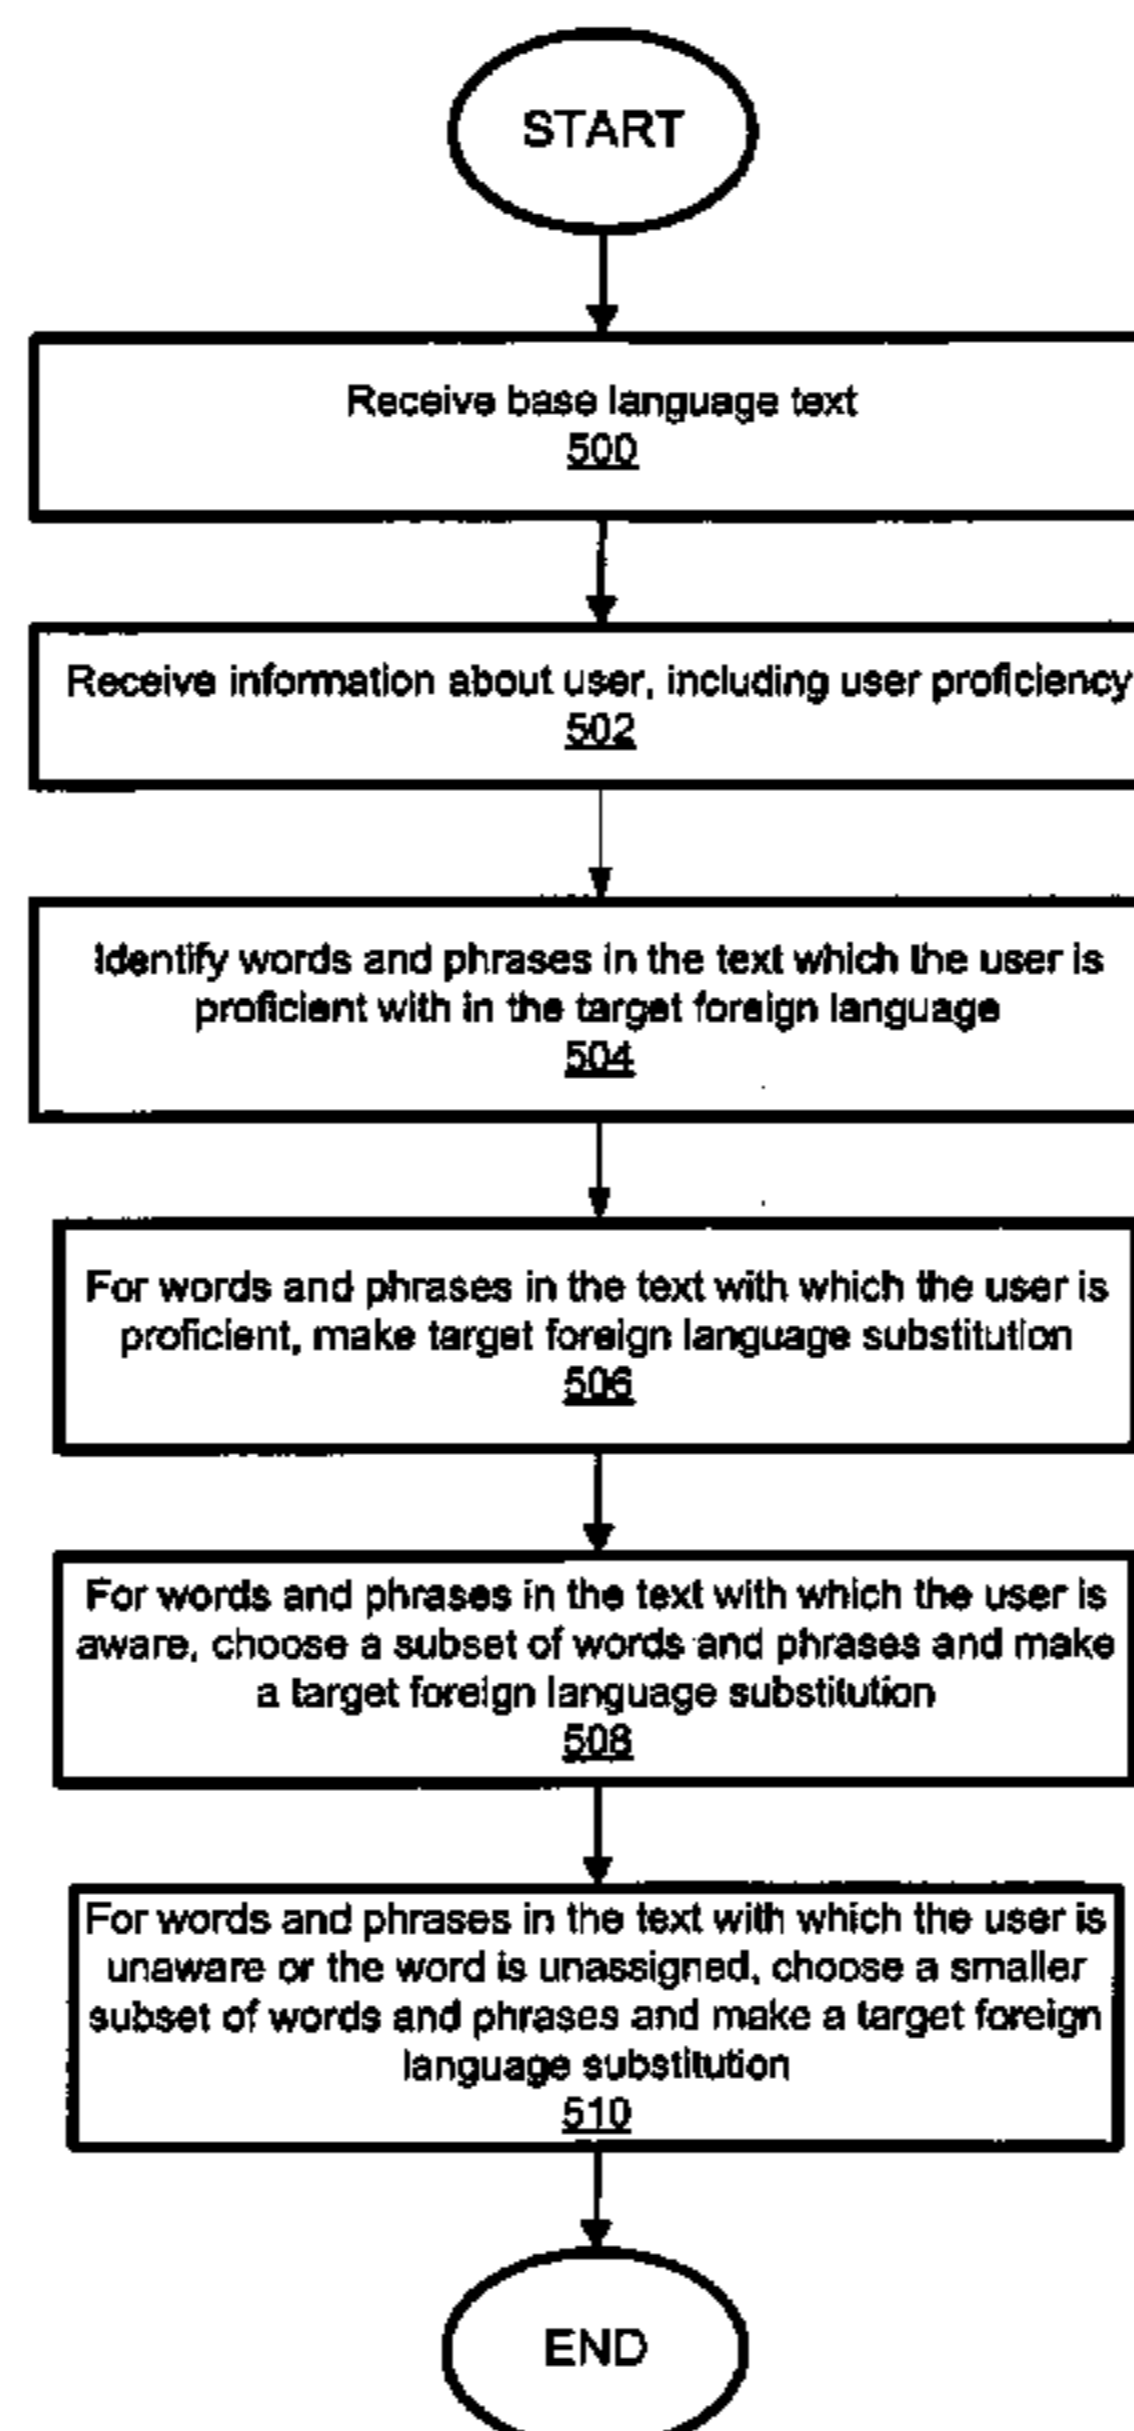 START
Receive base language text
500
Receive information about user, including user proficiency
502
Identify words and phrases in the text which the user is
proficient with in the target foreign language
504
For words and phrases in the text with which the user is
proficient, make target foreign language substitution
506
For words and phrases in the text with which the user is
aware, choose a subset of words and phrases and make
a target foreign language substitution
508
For words and phrases in the text with which the user is
unaware or the word is unassigned, choose a smaller
subset of words and phrases and make a target foreign
language substitution
510
END